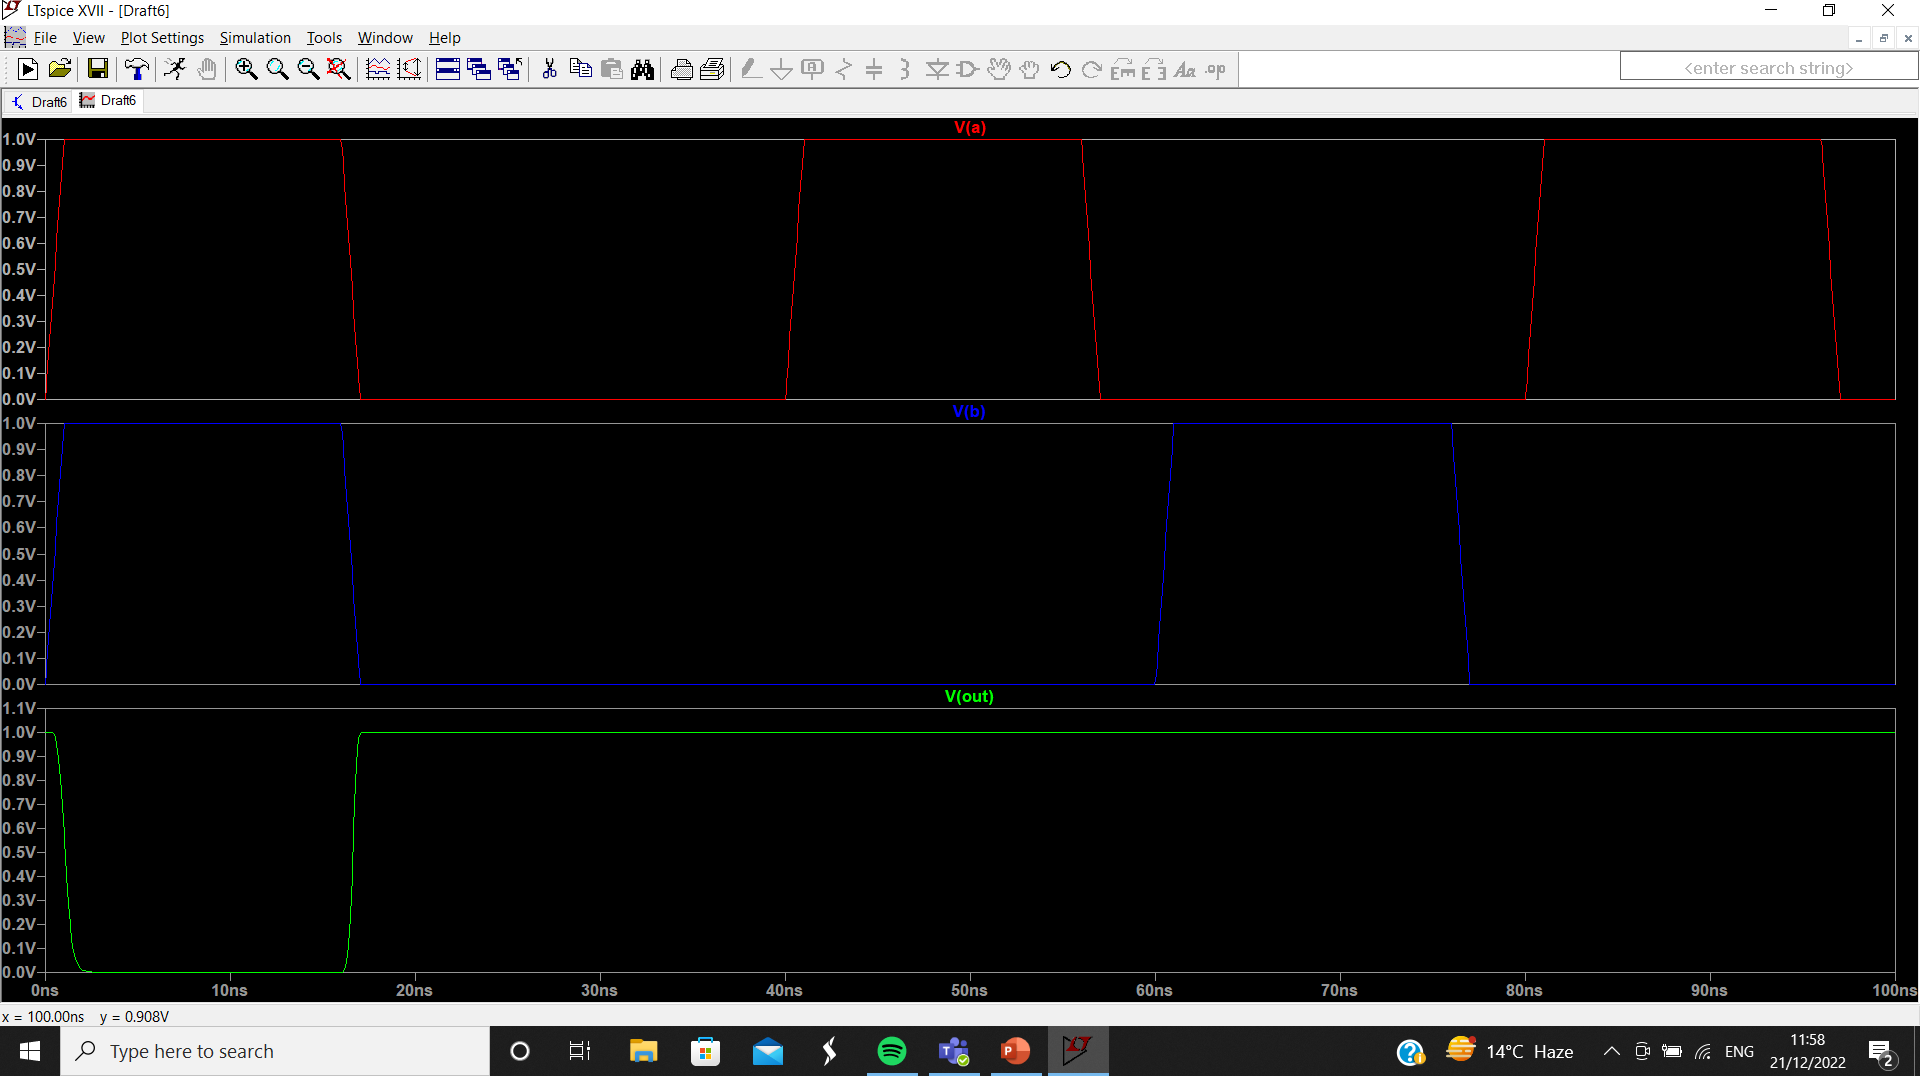 LTspice XVII - [Draft6]
File View Plot Settings Simulation Tools Window Help
<enter search string>
Draft6 Draft6
V(a)
1.0V
0.9V
0.8V
0.7V
0.6V
0.5V
0.4V
0.3V
0.2V
0.1V
0.0V
V(b)
1.0V
0.9V
0.8V
0.7V
0.6V
0.5V
0.4V
0.3V
0.2V
0.1V
0.0V
V(out)
1.1V
1.0V
0.9V
0.8V
0.7V
0.6V
0.5V
0.4V
0.3V
0.2V
0.1V
0.0V
0ns 10ns 20ns 30ns 40ns 50ns 60ns 70ns 80ns 90ns 100ns
x = 100.00ns y = 0.908V
Type here to search
14°C Haze
ENG
11:58
21/12/2022
2